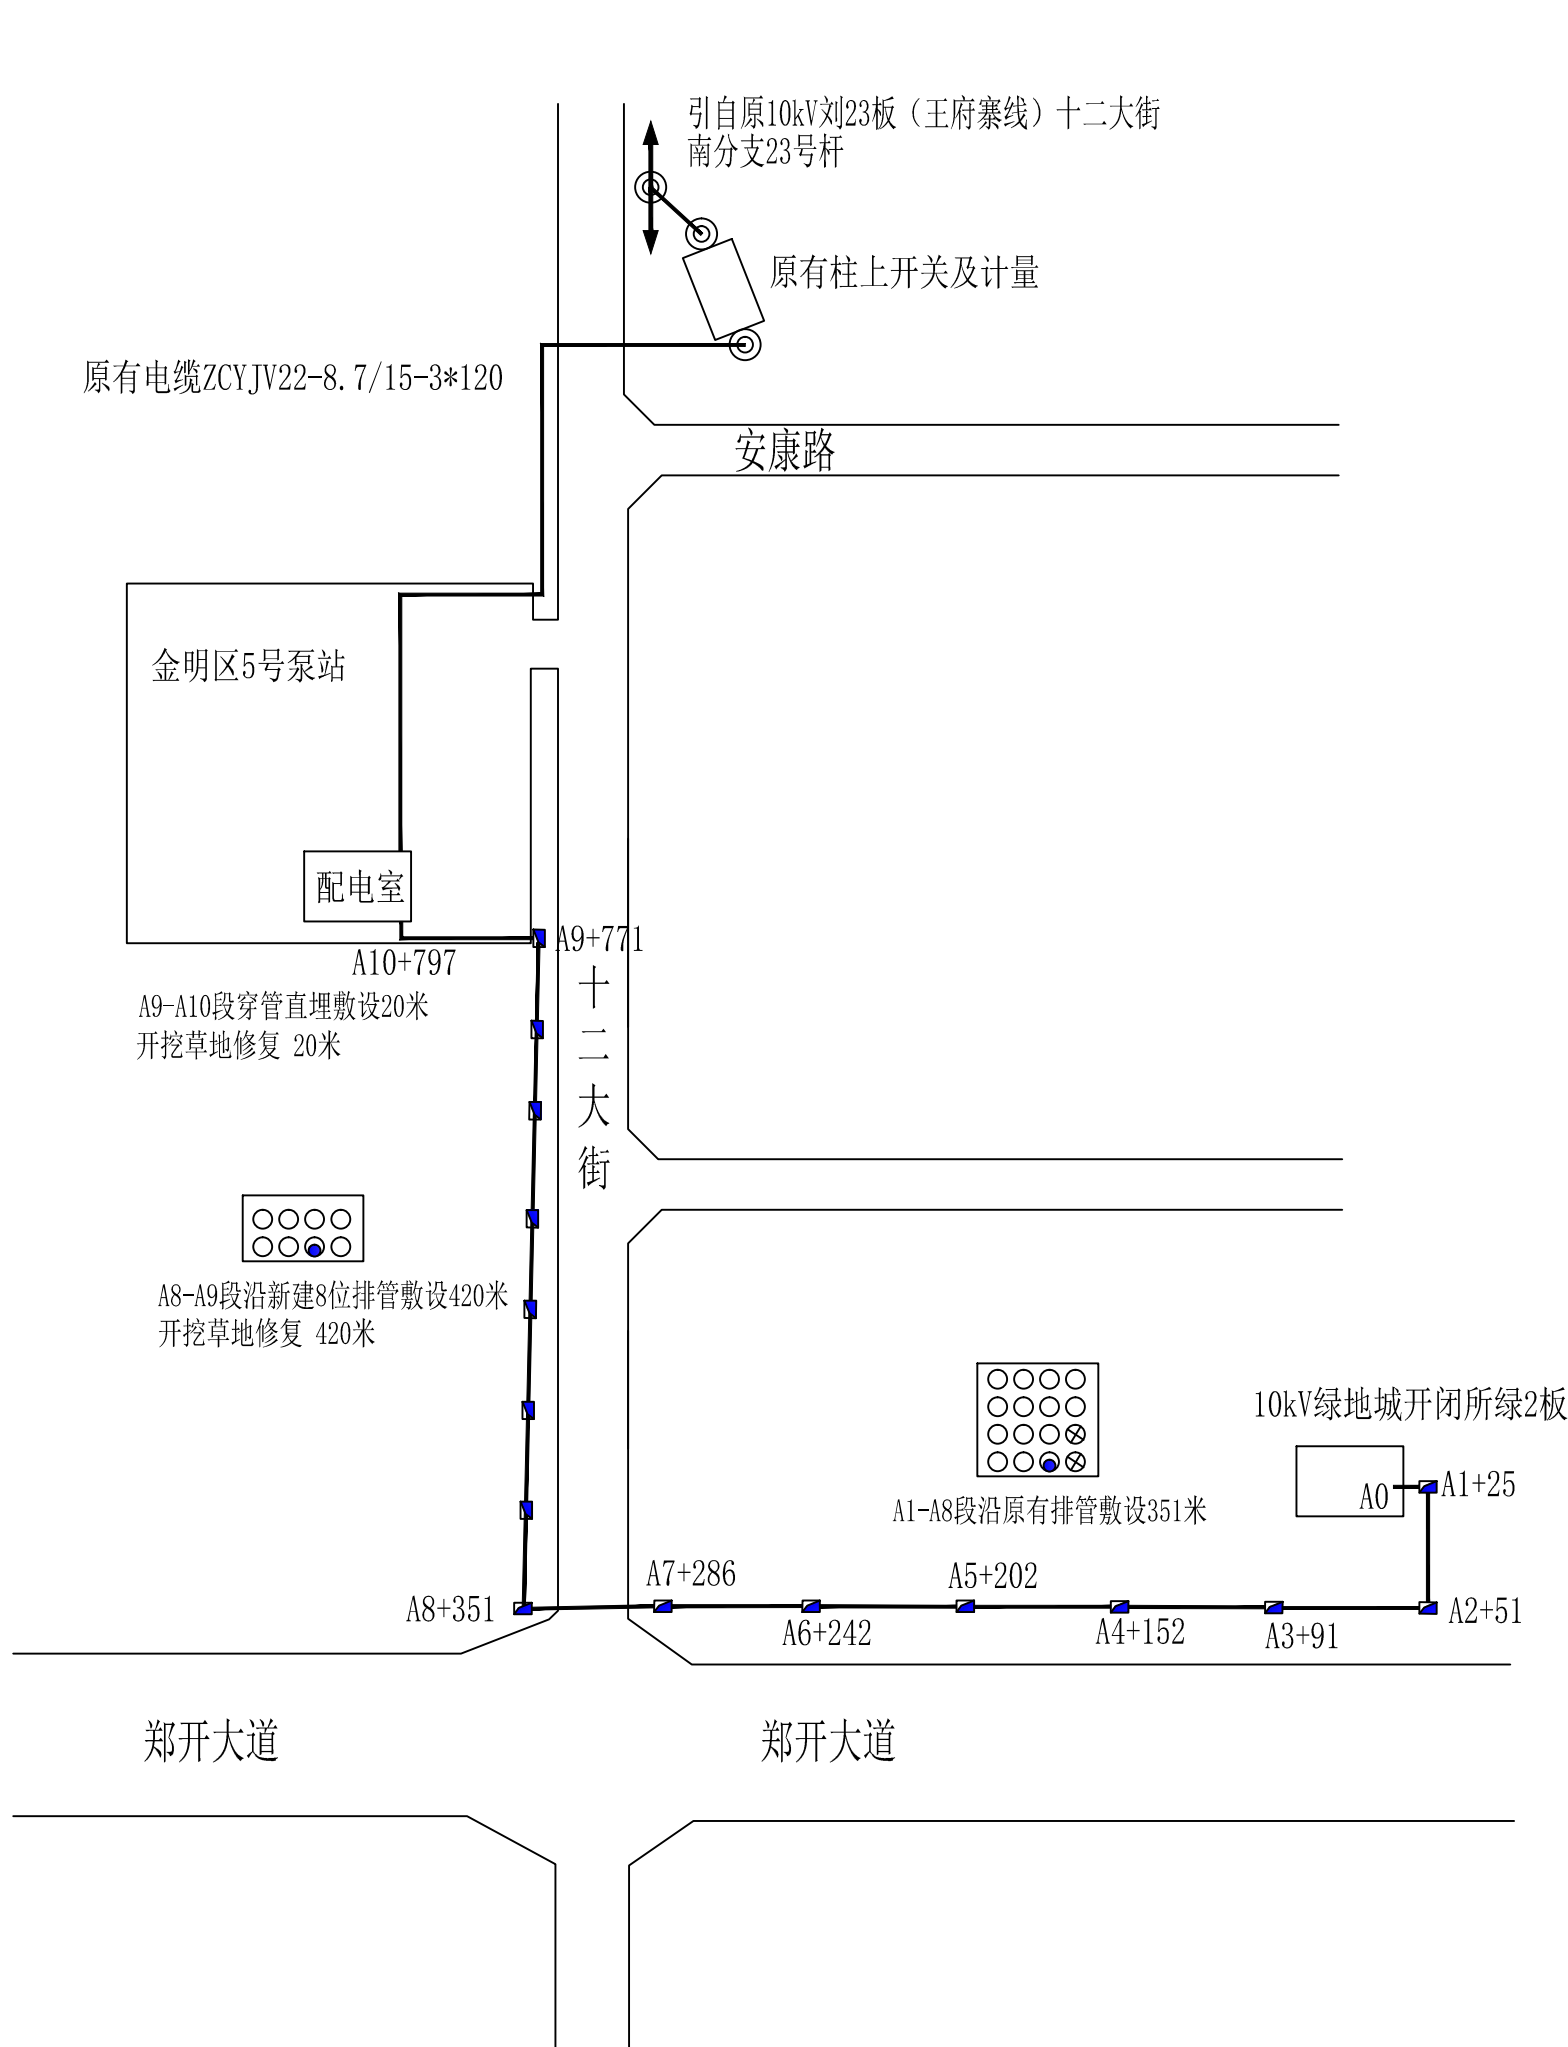 引自原10kV刘23板（王府寨线）十二大街
南分支23号杆
原有柱上开关及计量
原有电缆ZCYJV22-8.7/15-3*120
安康路
金明区5号泵站
配电室
A9+771
A10+797
A9-A10段穿管直埋敷设20米
开挖草地修复 20米
十
二
大
街
A8-A9段沿新建8位排管敷设420米
开挖草地修复 420米
10kV绿地城开闭所绿2板
A0
A1+25
A1-A8段沿原有排管敷设351米
A7+286
A5+202
A8+351
A6+242
A4+152
A3+91
A2+51
郑开大道
郑开大道